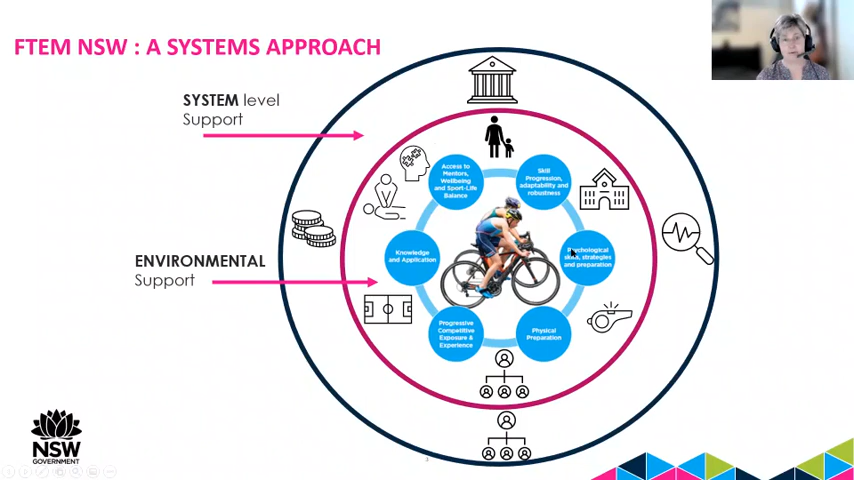 FTEM NSW : A SYSTEMS APPROACH
SYSTEM level
Support
ENVIRONMENTAL
Support
Access to
Mentors,
Wellbeing
and Sport-Life
Balance
Skill
Progression,
adaptability and
robustness
Knowledge
and Application
Psychological
skills, strategies
and preparation
Progressive
Competitive
Exposure &
Experience
Physical
Preparation
NSW
GOVERNMENT